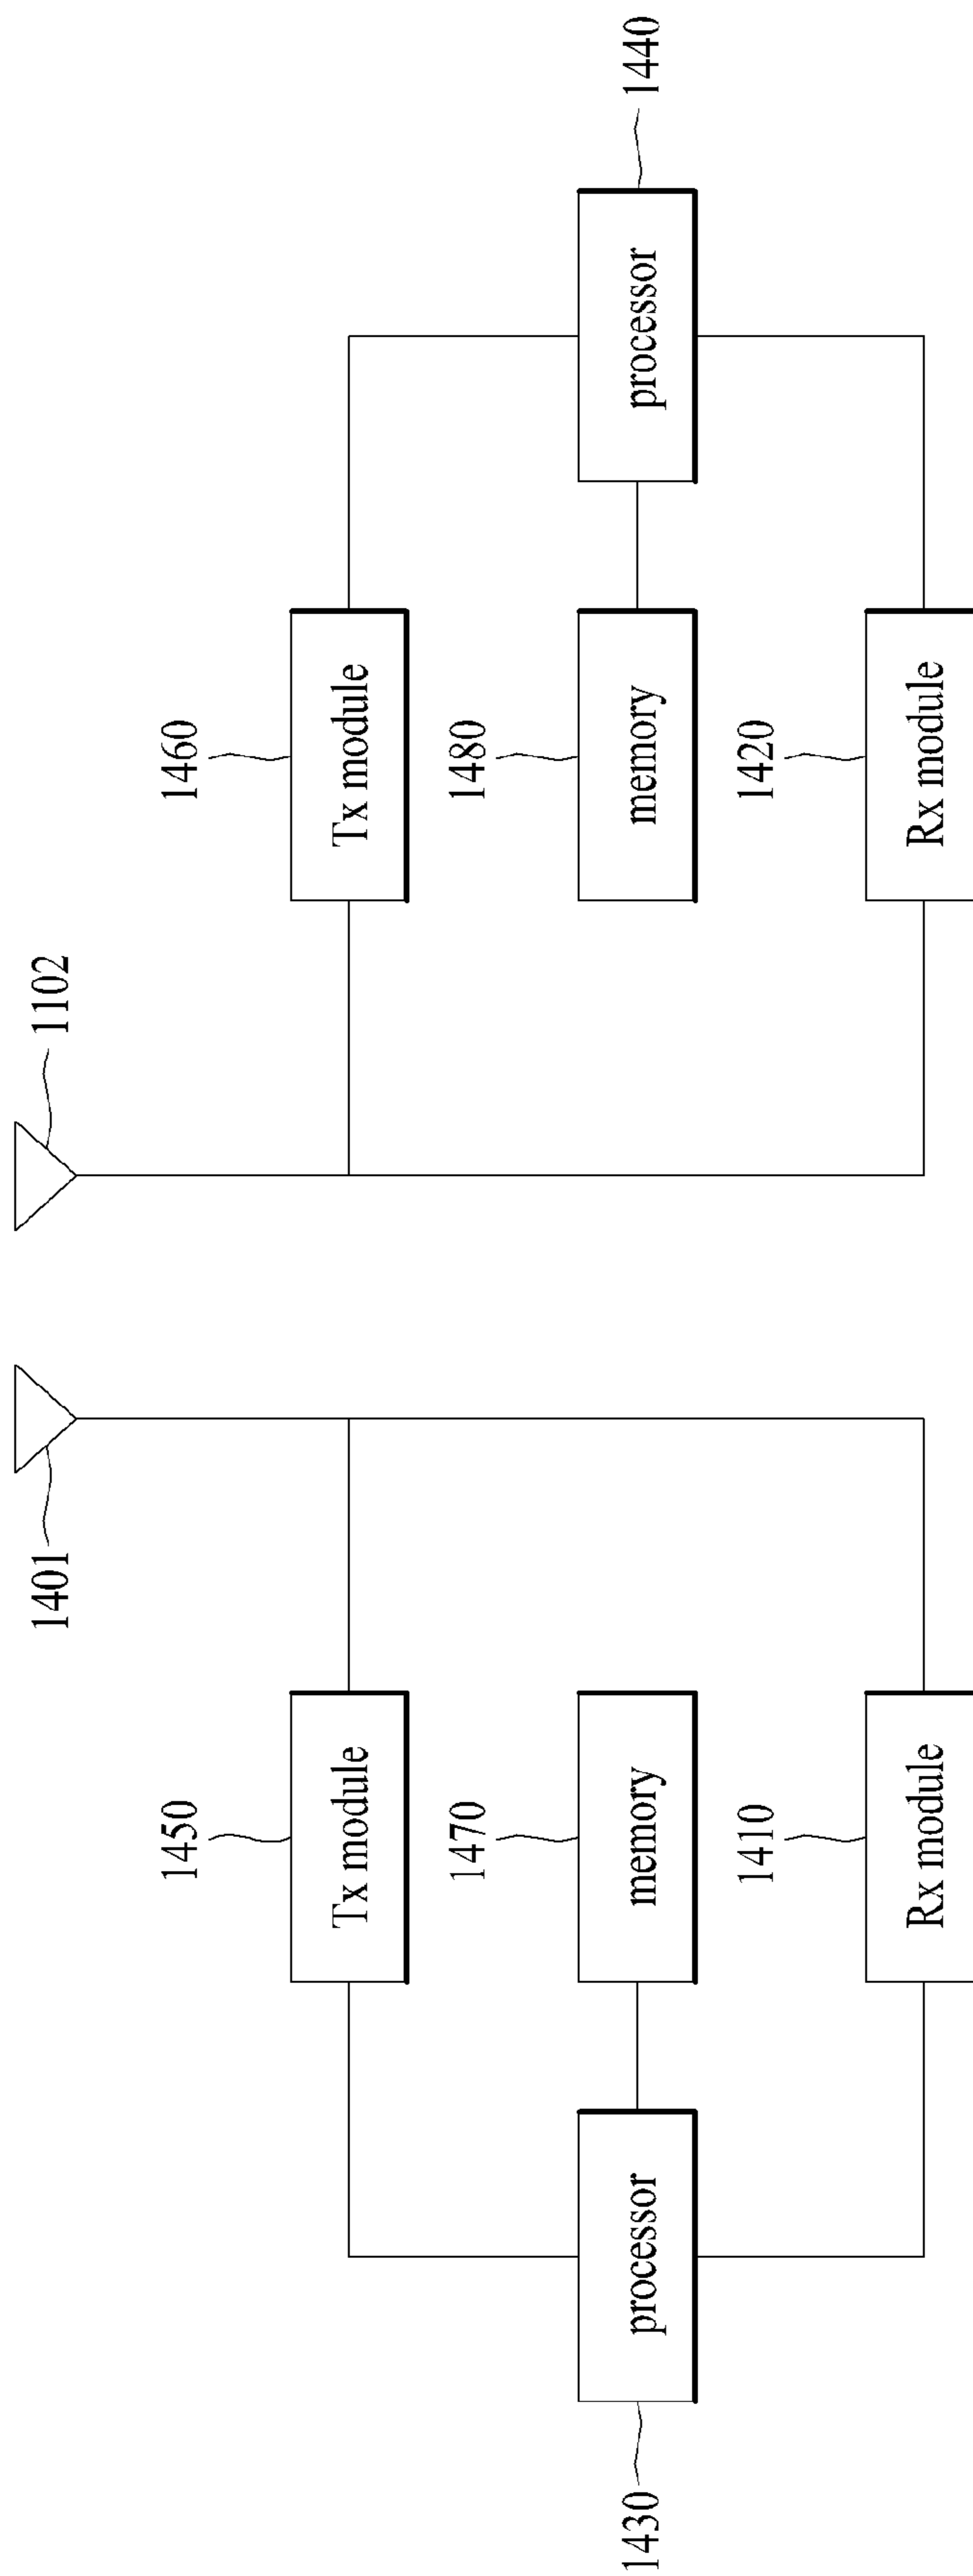 1401
1102
1450
1460
Tx module
Tx module
1470
1480
1430
processor
memory
memory
processor
1440
1410
1420
Rx module
Rx module